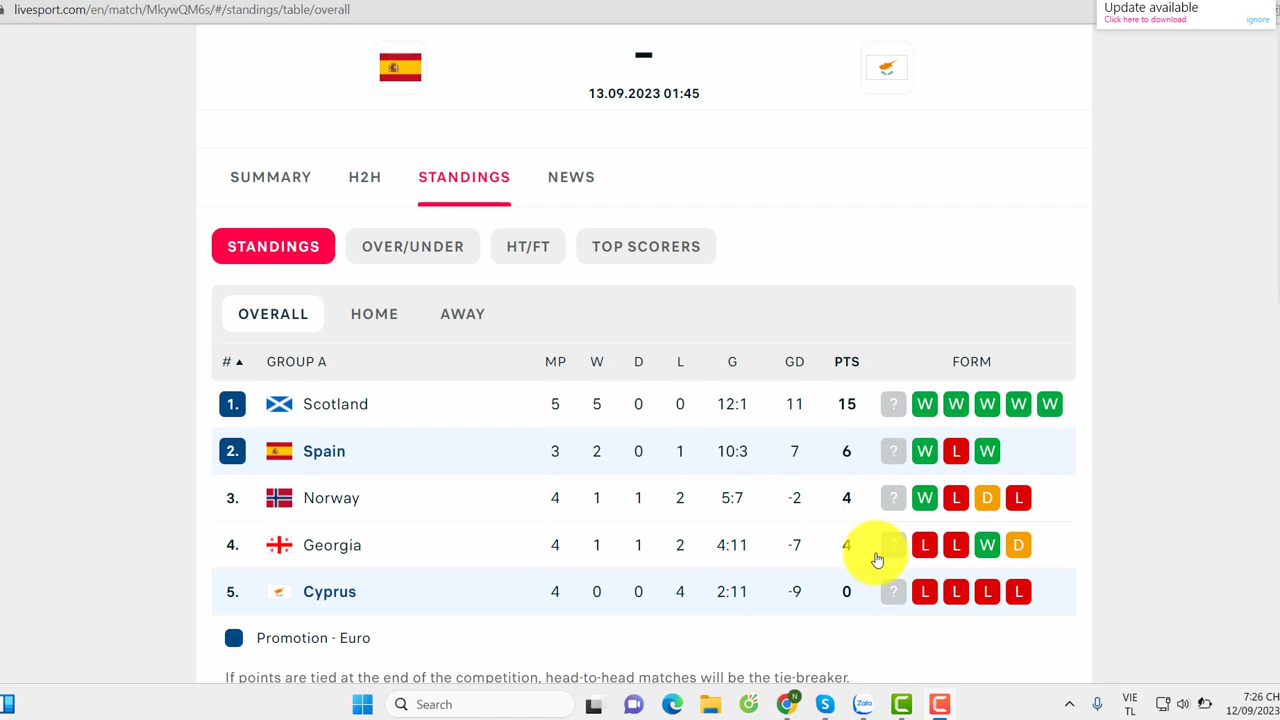 livesport.com/en/match/MkywQM6s/#/standings/table/overall
Update available
Click here to download
ignore
-
13.09.2023 01:45
SUMMARY H2H STANDINGS NEWS
STANDINGS OVER/UNDER HT/FT TOP SCORERS
OVERALL HOME AWAY
# GROUP A MP W D L G GD PTS FORM
1. Scotland 5 5 0 0 12:1 11 15 ? W W W W W
2. Spain 3 2 0 1 10:3 7 6 ? W L W
3. Norway 4 1 1 2 5:7 -2 4 ? W L D L
4. Georgia 4 1 1 2 4:11 -7 4 ? L L W D
5. Cyprus 4 0 0 4 2:11 -9 0 ? L L L L
Promotion - Euro
If points are tied at the end of the competition, head-to-head matches will be the tie-breaker.
Search
N
Zalo
C
C
VIE
TL
7:26 CH
12/09/2023